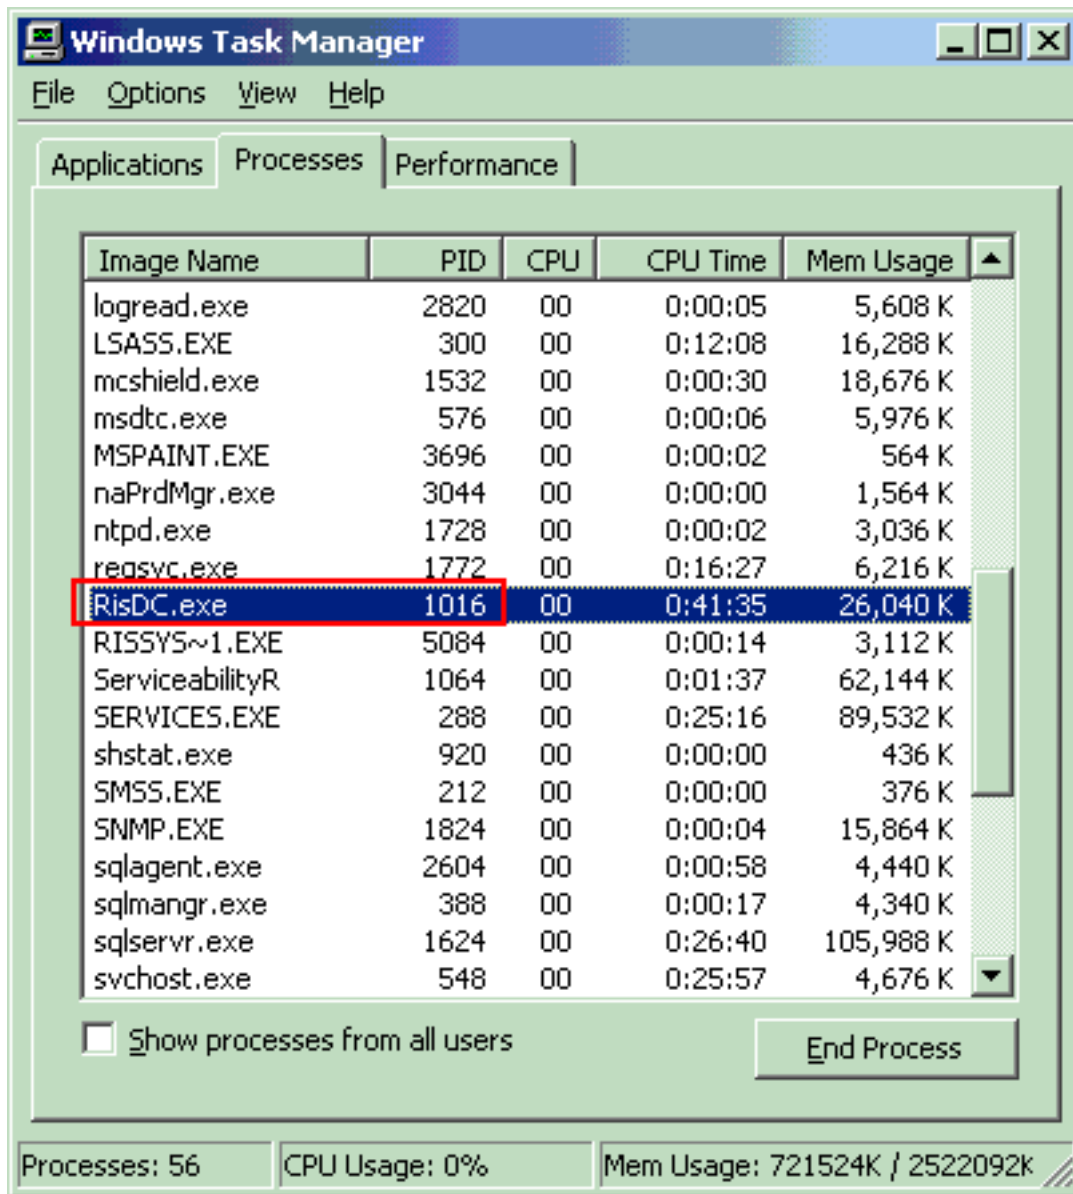 Windows Task Manager
File Options View Help
Applications Processes Performance
Image Name PID CPU CPU Time Mem Usage
logread.exe 2820 00 0:00:05 5,608 K
LSASS.EXE 300 00 0:12:08 16,288 K
mcshield.exe 1532 00 0:00:30 18,676 K
msdtc.exe 576 00 0:00:06 5,976 K
MSPAINT.EXE 3696 00 0:00:02 564 K
naPrdMgr.exe 3044 00 0:00:00 1,564 K
ntpd.exe 1728 00 0:00:02 3,036 K
regsvc.exe 1772 00 0:16:27 6,216 K
RisDC.exe 1016 00 0:41:35 26,040 K
RISSYS~1.EXE 5084 00 0:00:14 3,112 K
ServiceabilityR 1064 00 0:01:37 62,144 K
SERVICES.EXE 288 00 0:25:16 89,532 K
shstat.exe 920 00 0:00:00 436 K
SMSS.EXE 212 00 0:00:00 376 K
SNMP.EXE 1824 00 0:00:04 15,864 K
sqlagent.exe 2604 00 0:00:58 4,440 K
sqlmangr.exe 388 00 0:00:17 4,340 K
sqlservr.exe 1624 00 0:26:40 105,988 K
svchost.exe 548 00 0:25:57 4,676 K
Show processes from all users
End Process
Processes: 56 CPU Usage: 0% Mem Usage: 721524K / 2522092K